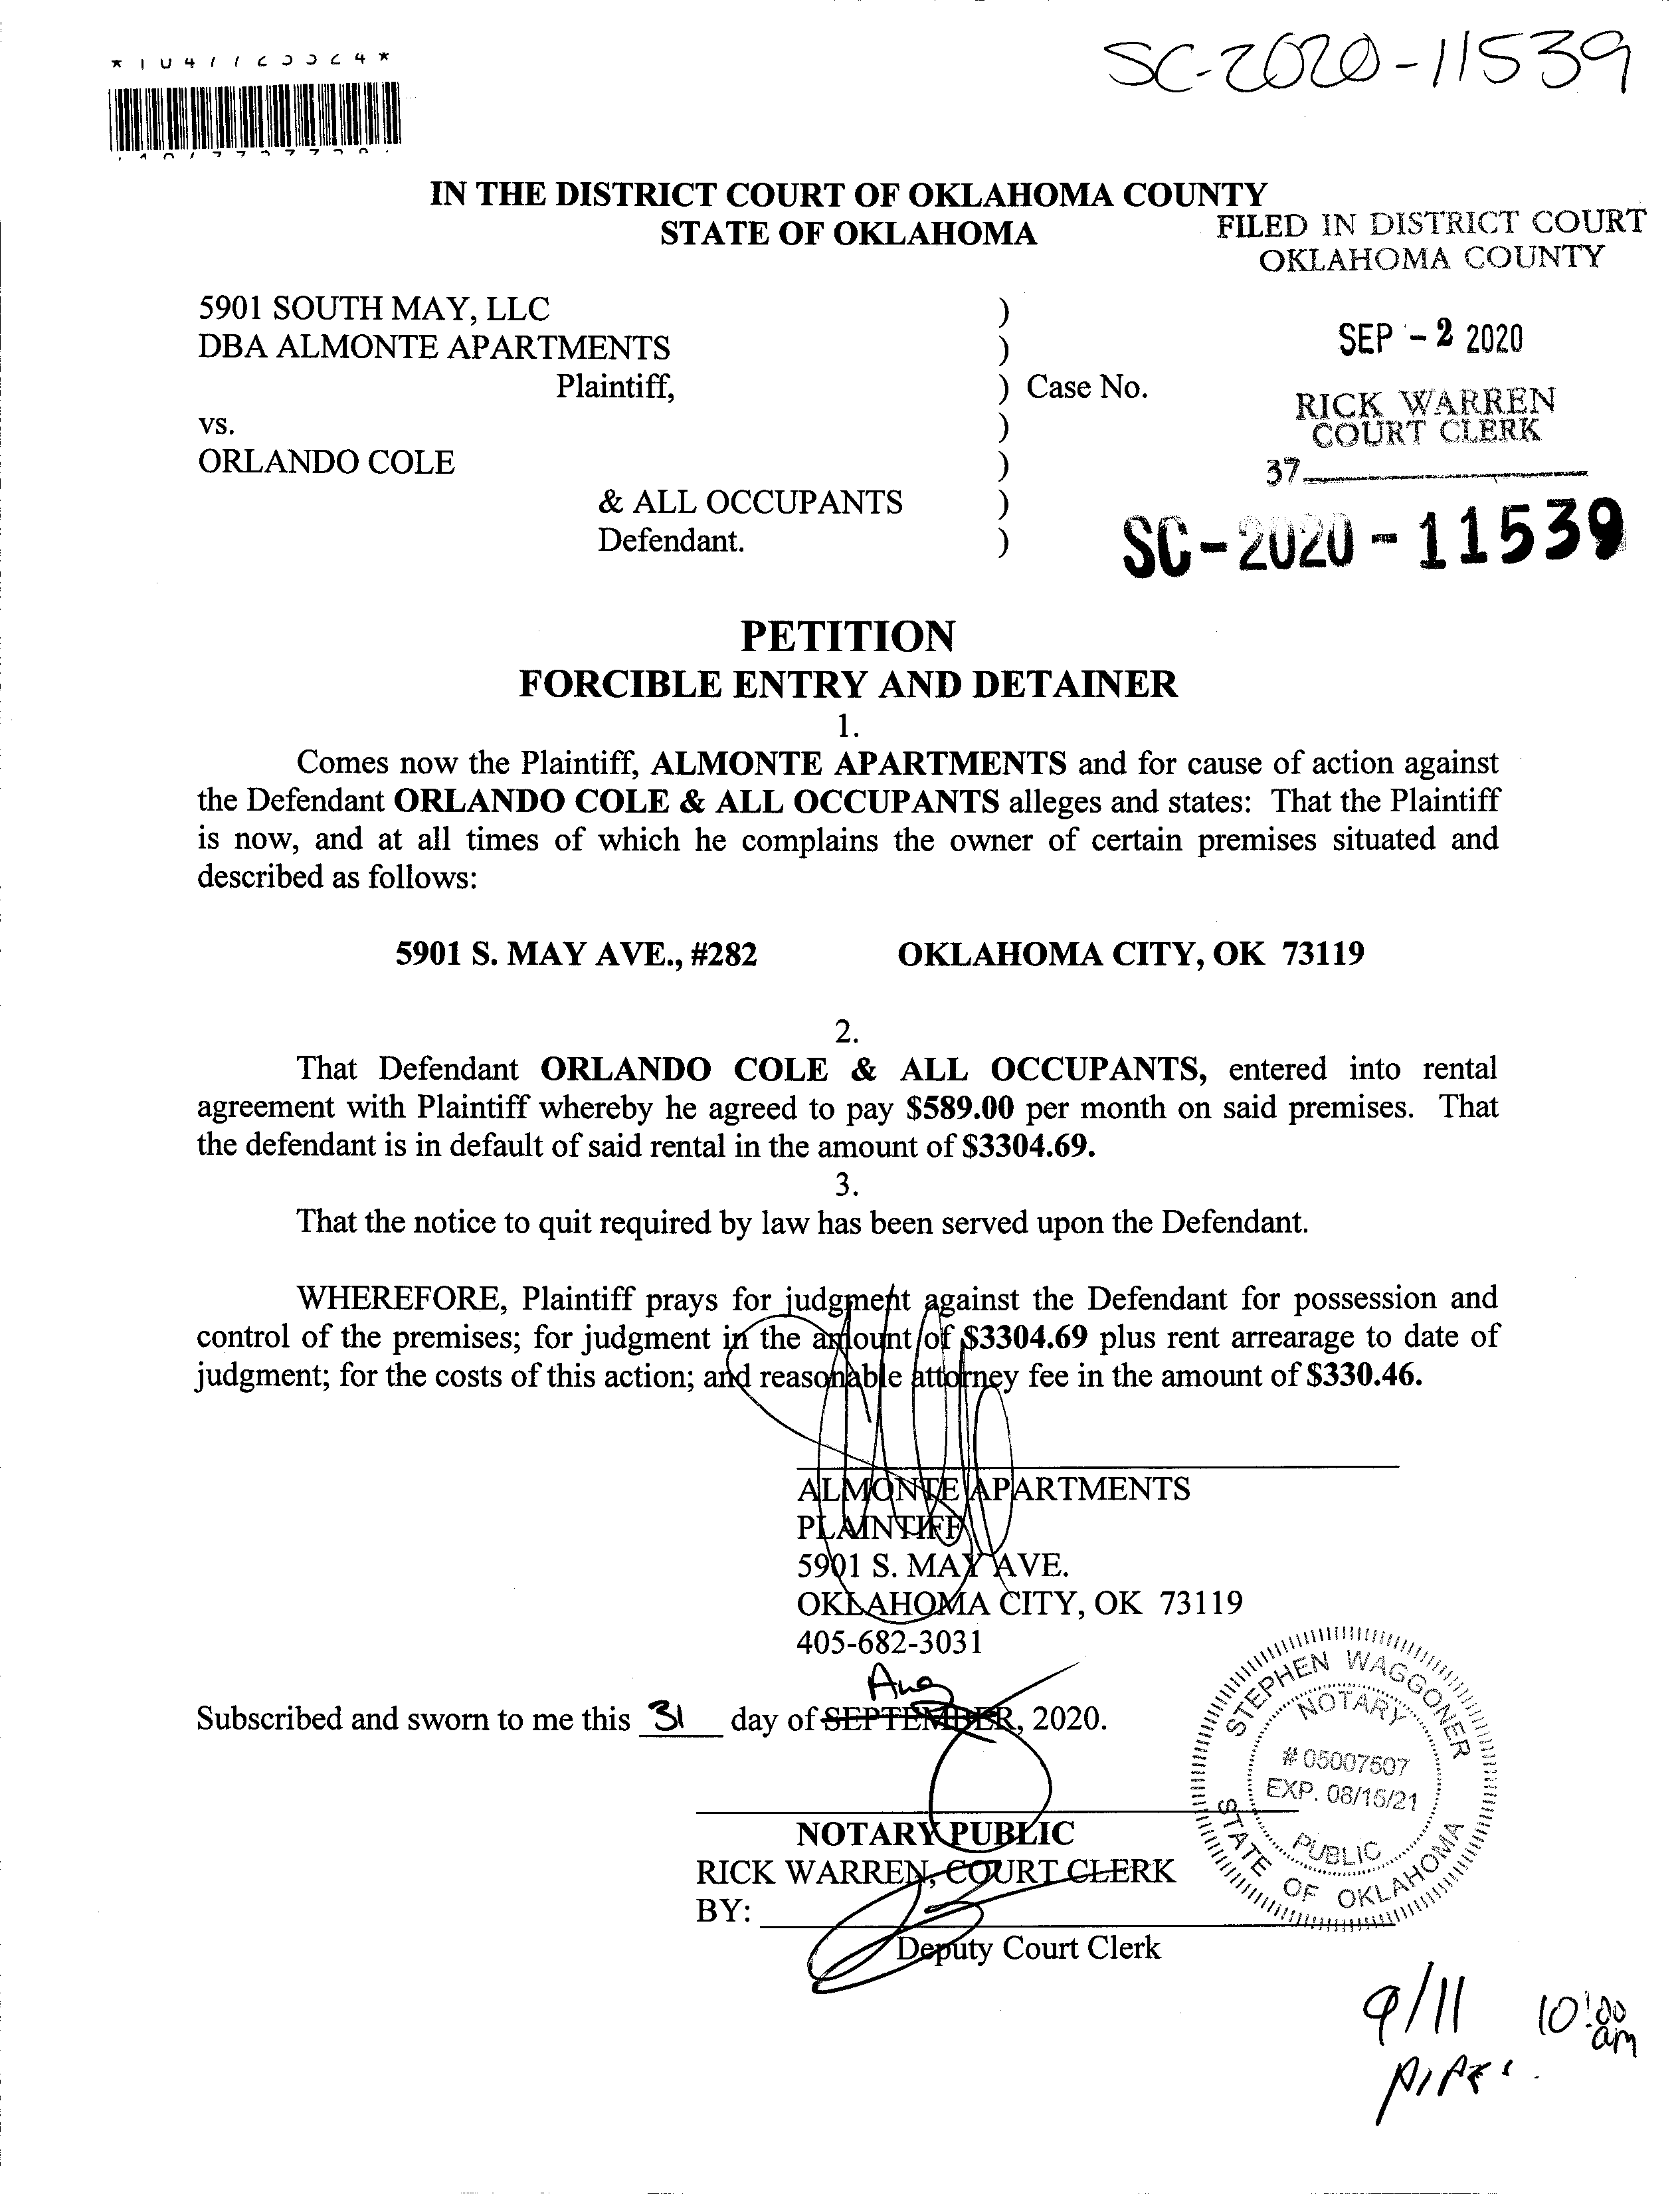 SC-2020-11539
IN THE DISTRICT COURT OF OKLAHOMA COUNTY
STATE OF OKLAHOMA
FILED IN DISTRICT COURT
OKLAHOMA COUNTY
5901 SOUTH MAY, LLC )
DBA ALMONTE APARTMENTS )
SEP - 2 2020
Plaintiff, ) Case No.
RICK WARREN
COURT CLERK
vs. )
ORLANDO COLE )
37
& ALL OCCUPANTS )
Defendant. )
SC-2020-11539
PETITION
FORCIBLE ENTRY AND DETAINER
1.
Comes now the Plaintiff, ALMONTE APARTMENTS and for cause of action against
the Defendant ORLANDO COLE & ALL OCCUPANTS alleges and states: That the Plaintiff
is now, and at all times of which he complains the owner of certain premises situated and
described as follows:
5901 S. MAY AVE., #282 OKLAHOMA CITY, OK 73119
2.
That Defendant ORLANDO COLE & ALL OCCUPANTS, entered into rental
agreement with Plaintiff whereby he agreed to pay $589.00 per month on said premises. That
the defendant is in default of said rental in the amount of $3304.69.
3.
That the notice to quit required by law has been served upon the Defendant.
WHEREFORE, Plaintiff prays for judgment against the Defendant for possession and
control of the premises; for judgment in the amount of $3304.69 plus rent arrearage to date of
judgment; for the costs of this action; and reasonable attorney fee in the amount of $330.46.
ALMONTE APARTMENTS
PLAINTIFF
5901 S. MAY AVE.
OKLAHOMA CITY, OK 73119
405-682-3031
Aug
Subscribed and sworn to me this 31 day of SEPTEMBER, 2020.
STEPHEN WAGGONER
NOTARY
# 05007507
EXP. 08/15/21
PUBLIC
STATE OF OKLAHOMA
NOTARY PUBLIC
RICK WARREN, COURT CLERK
BY:
Deputy Court Clerk
9/11 10:00
am